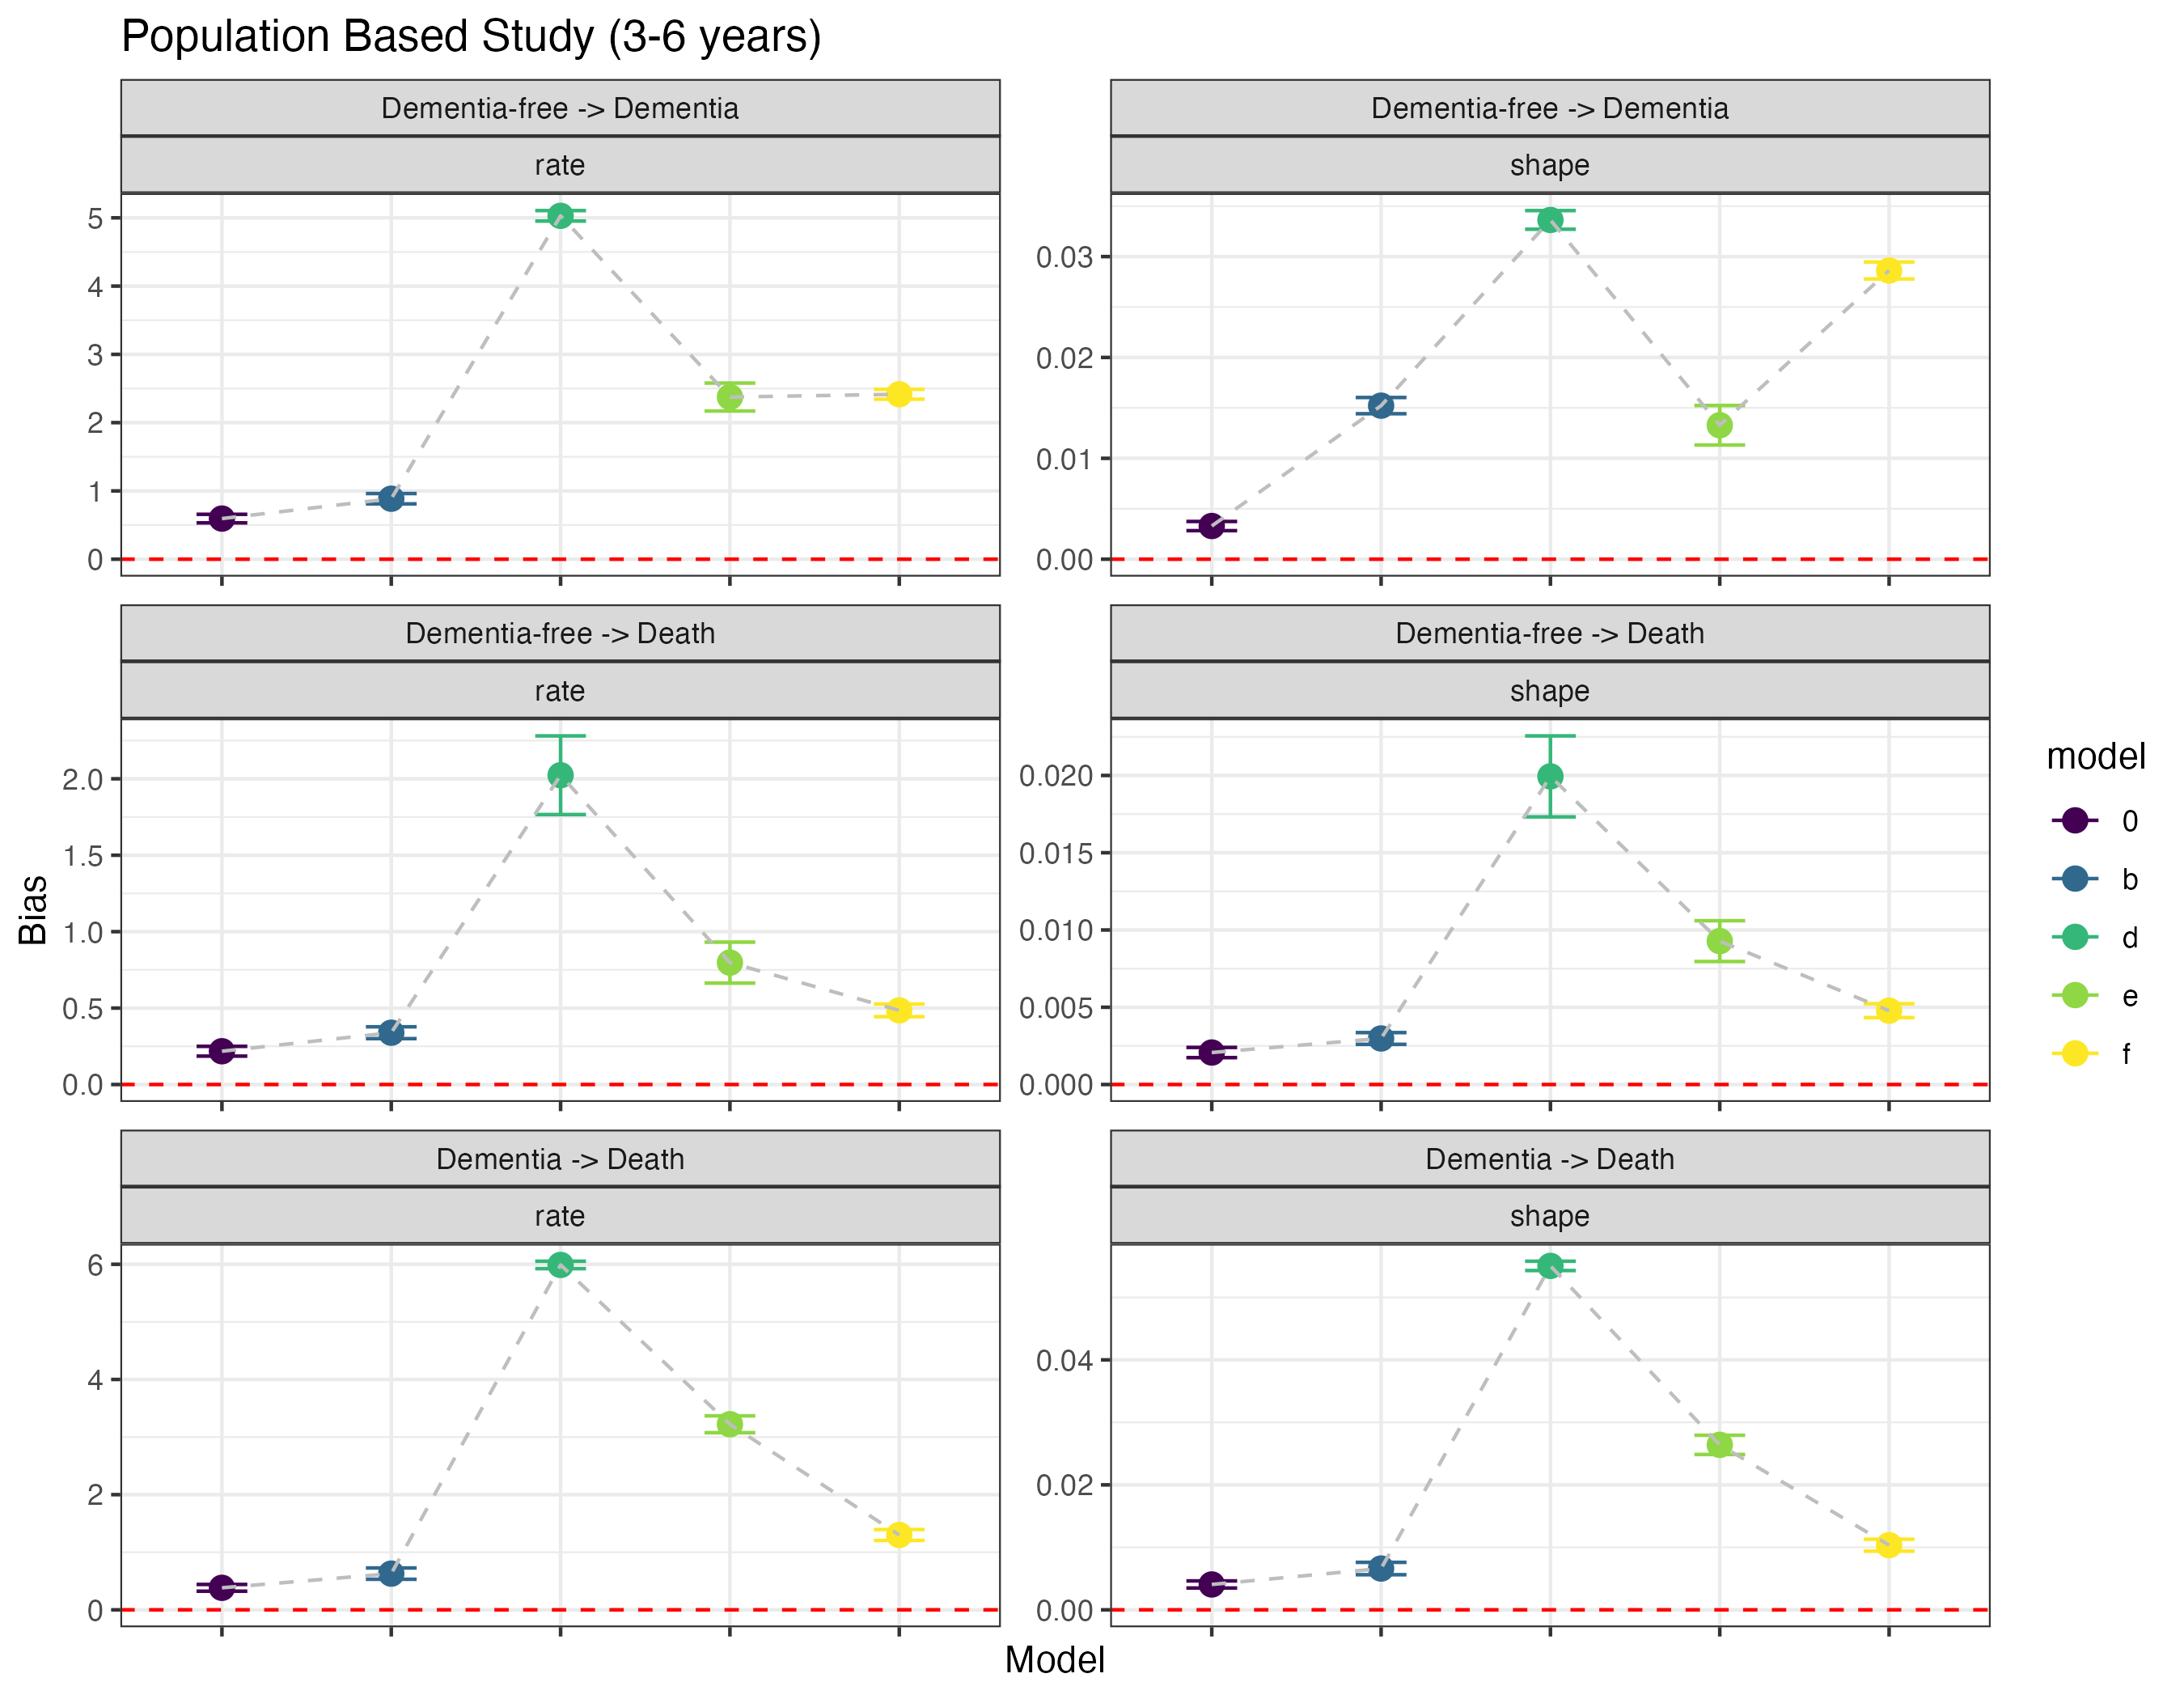 Population Based Study (3-6 years)
Dementia-free -> Dementia
rate
5
4
3
2
1
0
Dementia-free -> Dementia
shape
0.03
0.02
0.01
0.00
Dementia-free -> Death
rate
2.0
1.5
1.0
0.5
0.0
Dementia-free -> Death
shape
0.020
0.015
0.010
0.005
0.000
Dementia -> Death
rate
6
4
2
0
Dementia -> Death
shape
0.04
0.02
0.00
Bias
Model
model
0
b
d
e
f